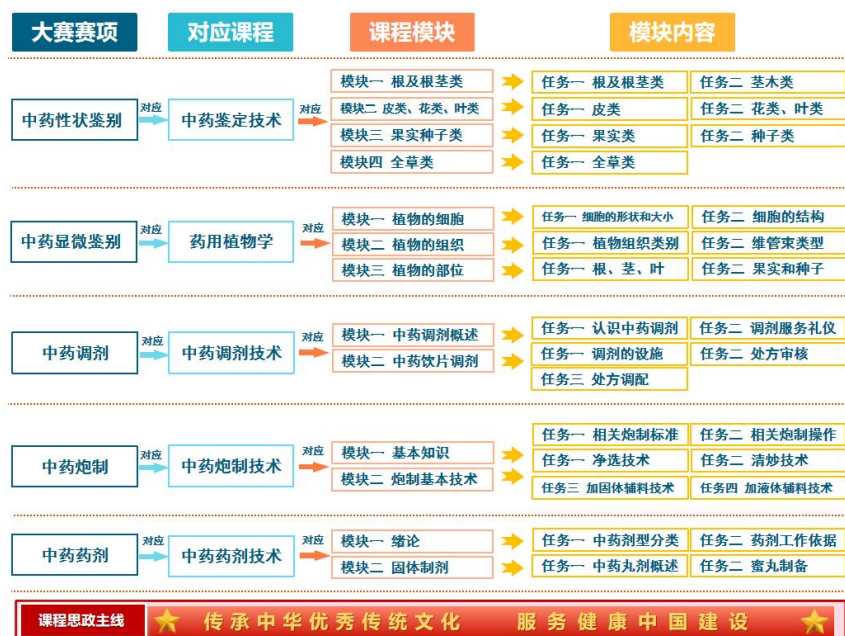 大赛赛项 对应课程 课程模块 模块内容
中药性状鉴别 对应 中药鉴定技术 对应
模块一 根及根茎类 任务一 根及根茎类 任务二 茎木类
模块二 皮类、花类、叶类 任务一 皮类 任务二 花类、叶类
模块三 果实种子类 任务一 果实类 任务二 种子类
模块四 全草类 任务一 全草类
中药显微鉴别 对应 药用植物学 对应
模块一 植物的细胞 任务一 细胞的形状和大小 任务二 细胞的结构
模块二 植物的组织 任务一 植物组织类别 任务二 维管束类型
模块三 植物的部位 任务一 根、茎、叶 任务二 果实和种子
中药调剂 对应 中药调剂技术 对应
模块一 中药调剂概述 任务一 认识中药调剂 任务二 调剂服务礼仪
模块二 中药饮片调剂 任务一 调剂的设施 任务二 处方审核
任务三 处方调配
中药炮制 对应 中药炮制技术 对应
模块一 基本知识 任务一 相关炮制标准 任务二 相关炮制操作
模块二 炮制基本技术 任务一 净选技术 任务二 清炒技术
任务三 加固体辅料技术 任务四 加液体辅料技术
中药药剂 对应 中药药剂技术 对应
模块一 绪论 任务一 中药剂型分类 任务二 药剂工作依据
模块二 固体制剂 任务一 中药丸剂概述 任务二 蜜丸制备
课程思政主线 传承中华优秀传统文化 服务健康中国建设